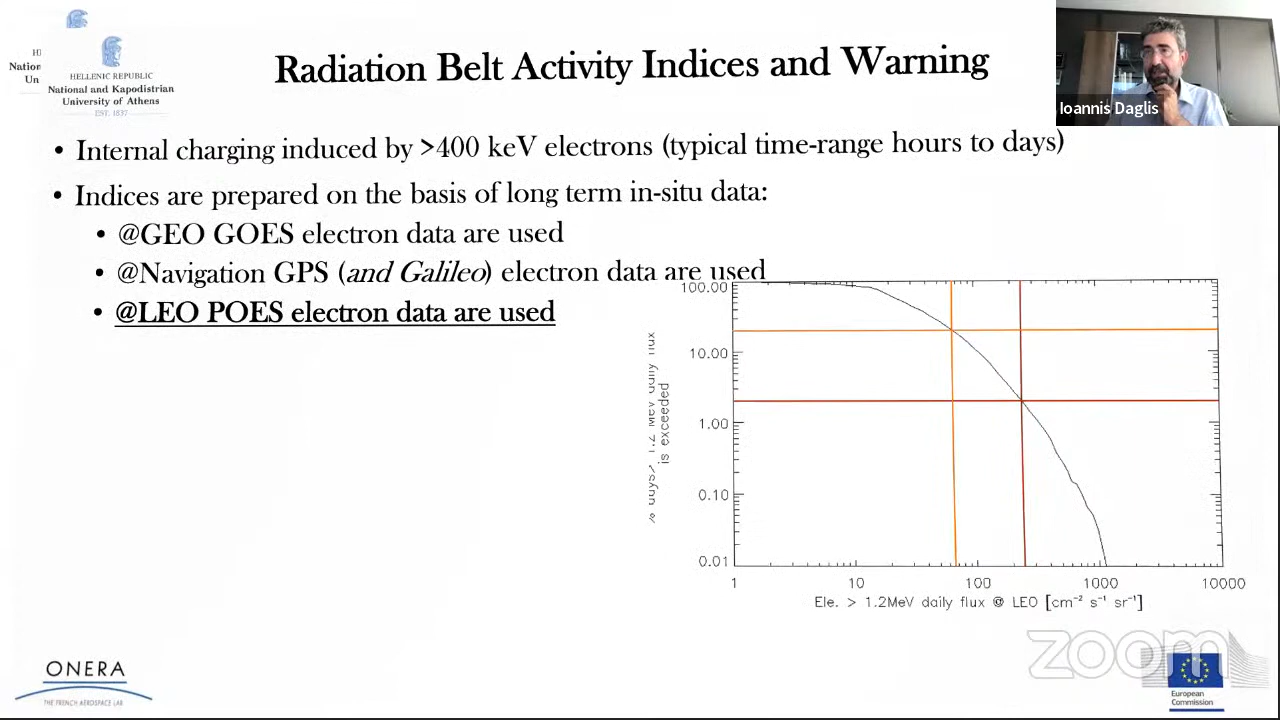 HELLENIC REPUBLIC
National and Kapodistrian
University of Athens
EST. 1837
Radiation Belt Activity Indices and Warning
Ioannis Daglis
• Internal charging induced by >400 keV electrons (typical time-range hours to days)
• Indices are prepared on the basis of long term in-situ data:
• @GEO GOES electron data are used
• @Navigation GPS (and Galileo) electron data are used
• @LEO POES electron data are used
100.00
10.00
1.00
0.10
0.01
is exceeded
1 10 100 1000 10000
Ele. > 1.2MeV daily flux @ LEO [cm⁻² s⁻¹ sr⁻¹]
zoom
ONERA
THE FRENCH AEROSPACE LAB
European
Commission